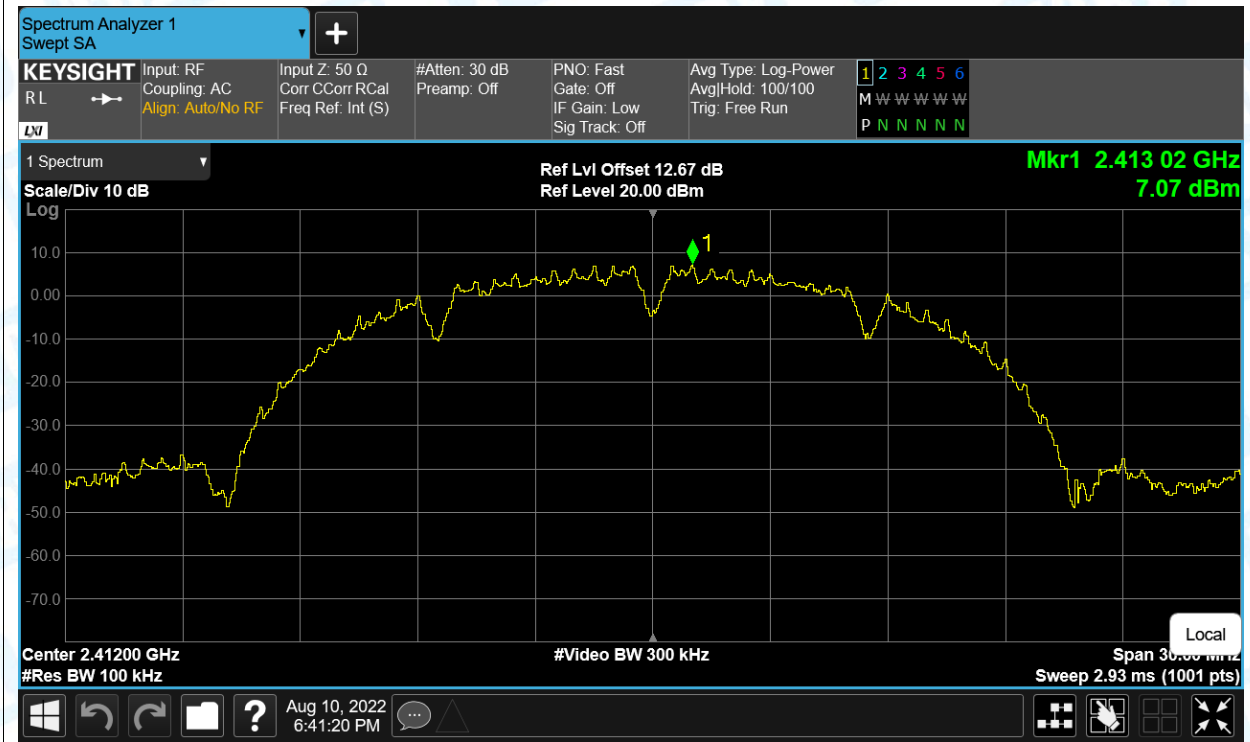 Spectrum Analyzer 1
Swept SA
KEYSIGHT
R L
LXI
Input: RF
Coupling: AC
Align: Auto/No RF
Input Z: 50 Ω
Corr CCorr RCal
Freq Ref: Int (S)
#Atten: 30 dB
Preamp: Off
PNO: Fast
Gate: Off
IF Gain: Low
Sig Track: Off
Avg Type: Log-Power
Avg|Hold: 100/100
Trig: Free Run
1 2 3 4 5 6
M W W W W W W
P N N N N N N
1 Spectrum
Scale/Div 10 dB
Log
Ref Lvl Offset 12.67 dB
Ref Level 20.00 dBm
Mkr1 2.413 02 GHz
7.07 dBm
1
10.0
0.00
-10.0
-20.0
-30.0
-40.0
-50.0
-60.0
-70.0
Local
Center 2.41200 GHz
#Res BW 100 kHz
#Video BW 300 kHz
Span 30.00 MHz
Sweep 2.93 ms (1001 pts)
?
Aug 10, 2022
6:41:20 PM